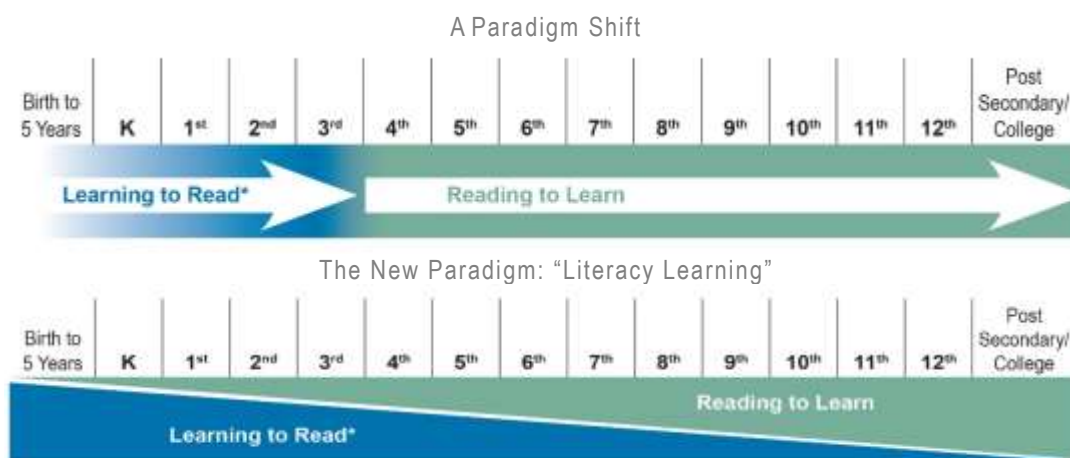 A Paradigm Shift
Birth to 5 Years K 1st 2nd 3rd 4th 5th 6th 7th 8th 9th 10th 11th 12th Post Secondary/ College
Learning to Read* Reading to Learn
The New Paradigm: “Literacy Learning”
Birth to 5 Years K 1st 2nd 3rd 4th 5th 6th 7th 8th 9th 10th 11th 12th Post Secondary/ College
Reading to Learn
Learning to Read*